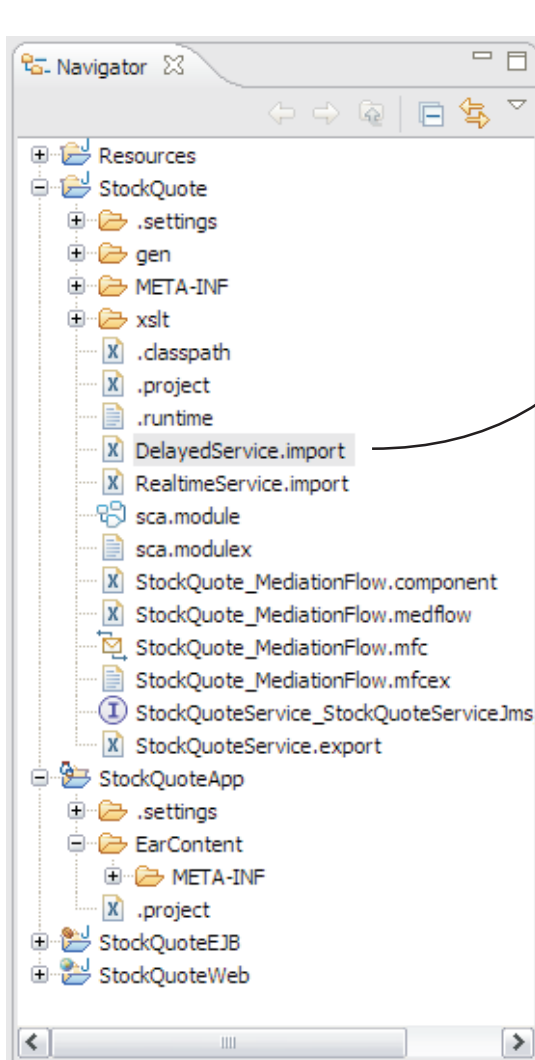 Navigator
Resources
StockQuote
.settings
gen
META-INF
xslt
.classpath
.project
.runtime
DelayedService.import
RealtimeService.import
sca.module
sca.modulex
StockQuote_MediationFlow.component
StockQuote_MediationFlow.medflow
StockQuote_MediationFlow.mfc
StockQuote_MediationFlow.mfcex
StockQuoteService_StockQuoteServiceJms
StockQuoteService.export
StockQuoteApp
.settings
EarContent
META-INF
.project
StockQuoteEJB
StockQuoteWeb